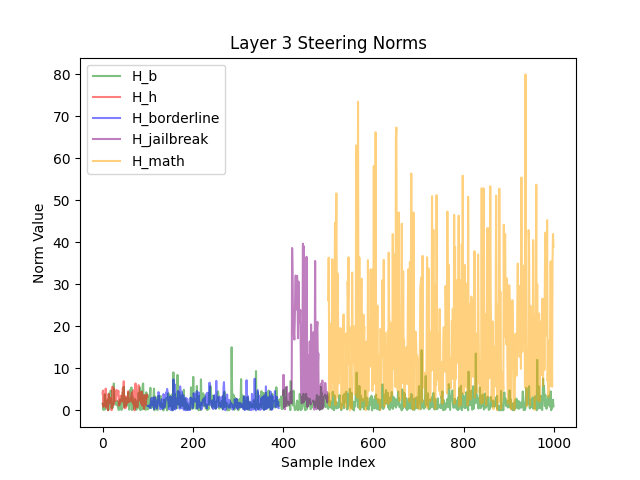 Layer 3 Steering Norms
H_b
H_h
H_borderline
H_jailbreak
H_math
Norm Value
80
70
60
50
40
30
20
10
0
0 200 400 600 800 1000
Sample Index